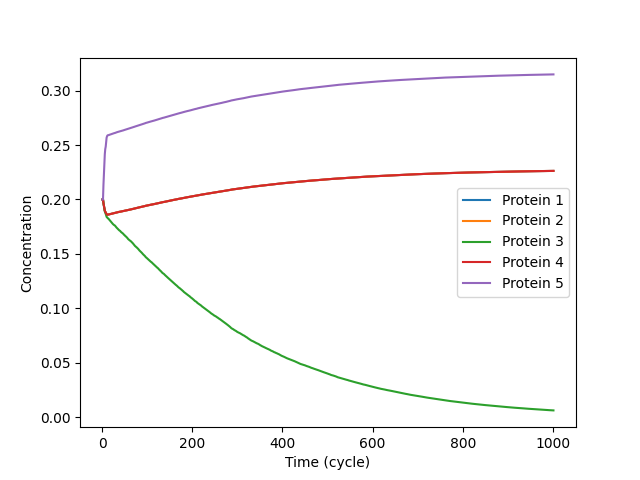 0.30
0.25
0.20
0.15
0.10
0.05
0.00
Concentration
0
200
400
600
800
1000
Time (cycle)
Protein 1
Protein 2
Protein 3
Protein 4
Protein 5